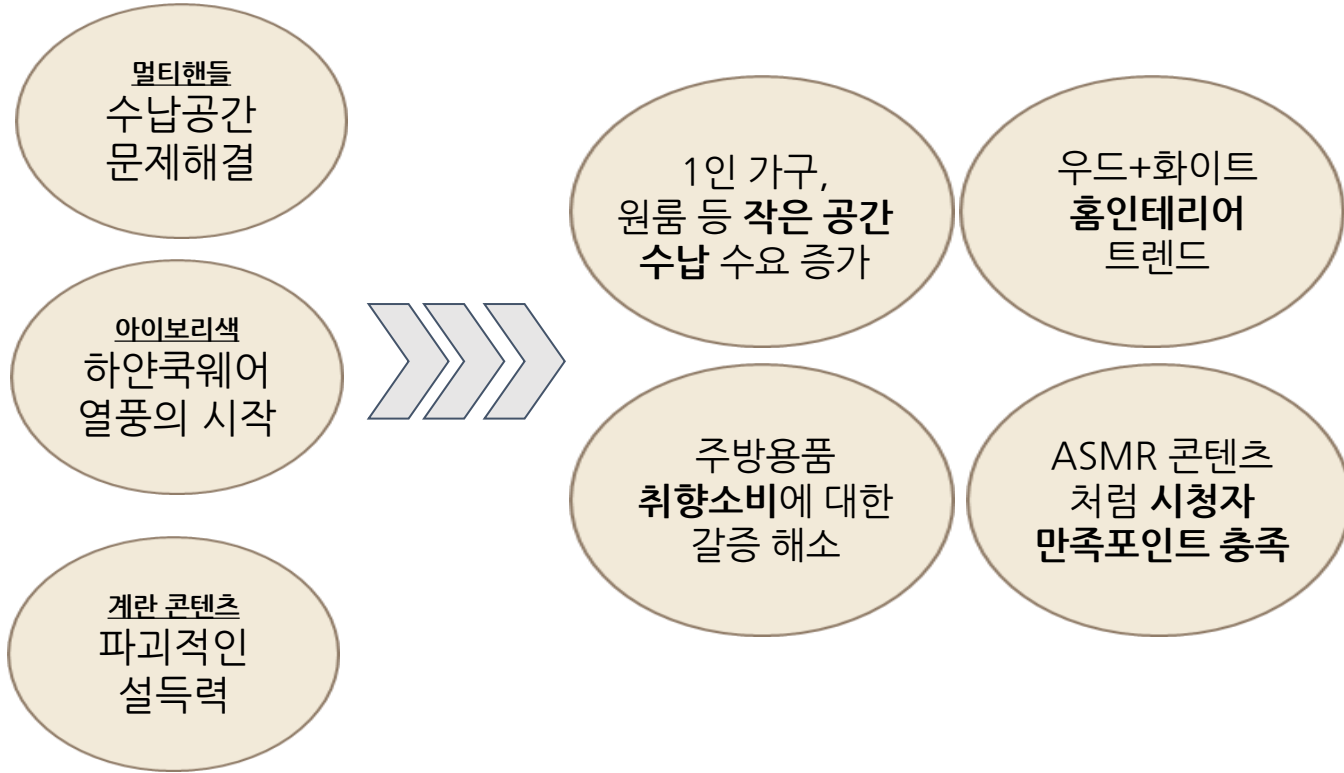 멀티핸들
수납공간
문제해결
아이보리색
하얀쿡웨어
열풍의 시작
계란 콘텐츠
파괴적인
설득력
1인 가구,
원룸 등 작은 공간
수납 수요 증가
우드+화이트
홈인테리어
트렌드
주방용품
취향소비에 대한
갈증 해소
ASMR 콘텐츠
처럼 시청자
만족포인트 충족